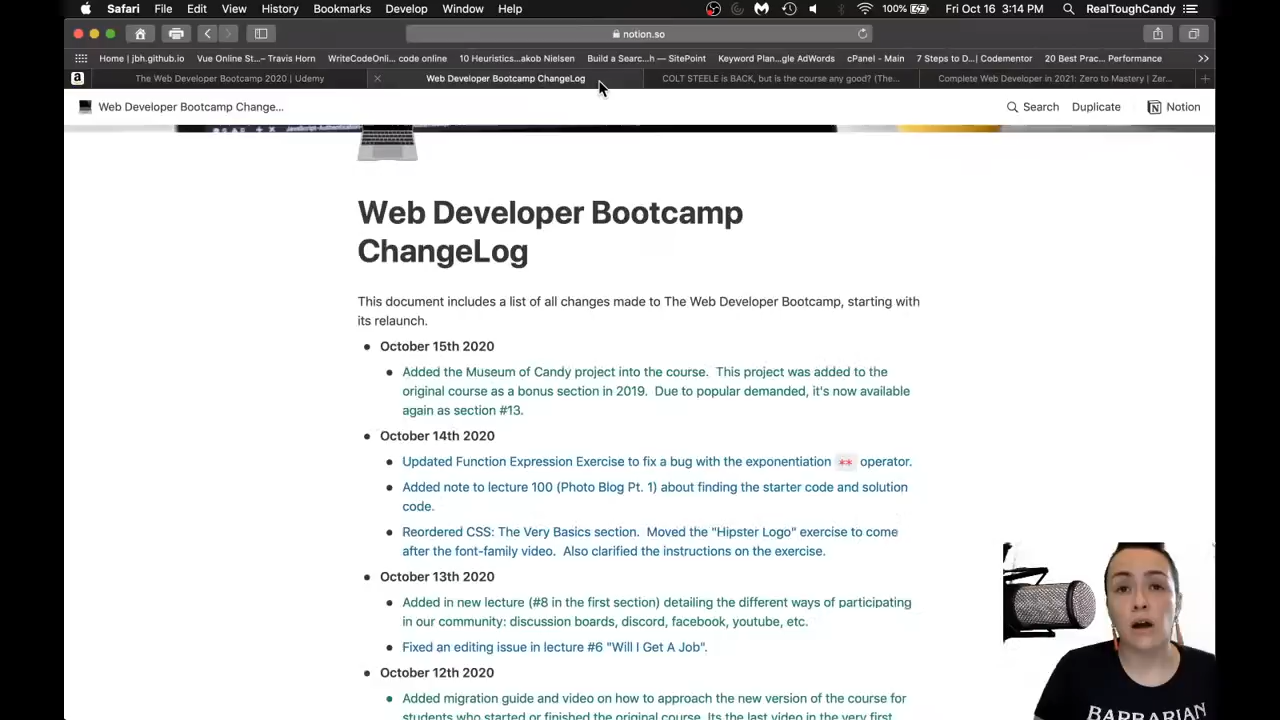 Safari File Edit View History Bookmarks Develop Window Help 100% Fri Oct 16 3:14 PM RealToughCandy
notion.so
Home | jbh.github.io Vue Online St...– Travis Horn WriteCodeOnli... code online 10 Heuristics...akob Nielsen Build a Searc...h — SitePoint Keyword Plan...gle AdWords cPanel - Main 7 Steps to D...| Codementor 20 Best Prac... Performance >>
a The Web Developer Bootcamp 2020 | Udemy Web Developer Bootcamp ChangeLog COLT STEELE is BACK, but is the course any good? (The... Complete Web Developer in 2021: Zero to Mastery | Zer...
Web Developer Bootcamp Change... Search Duplicate Notion
Web Developer Bootcamp
ChangeLog
This document includes a list of all changes made to The Web Developer Bootcamp, starting with
its relaunch.
October 15th 2020
Added the Museum of Candy project into the course. This project was added to the
original course as a bonus section in 2019. Due to popular demanded, it's now available
again as section #13.
October 14th 2020
Updated Function Expression Exercise to fix a bug with the exponentiation ** operator.
Added note to lecture 100 (Photo Blog Pt. 1) about finding the starter code and solution
code.
Reordered CSS: The Very Basics section. Moved the "Hipster Logo" exercise to come
after the font-family video. Also clarified the instructions on the exercise.
October 13th 2020
Added in new lecture (#8 in the first section) detailing the different ways of participating
in our community: discussion boards, discord, facebook, youtube, etc.
Fixed an editing issue in lecture #6 "Will I Get A Job".
October 12th 2020
Added migration guide and video on how to approach the new version of the course for
students who started or finished the original course. Its the last video in the very first
BARBARIAN